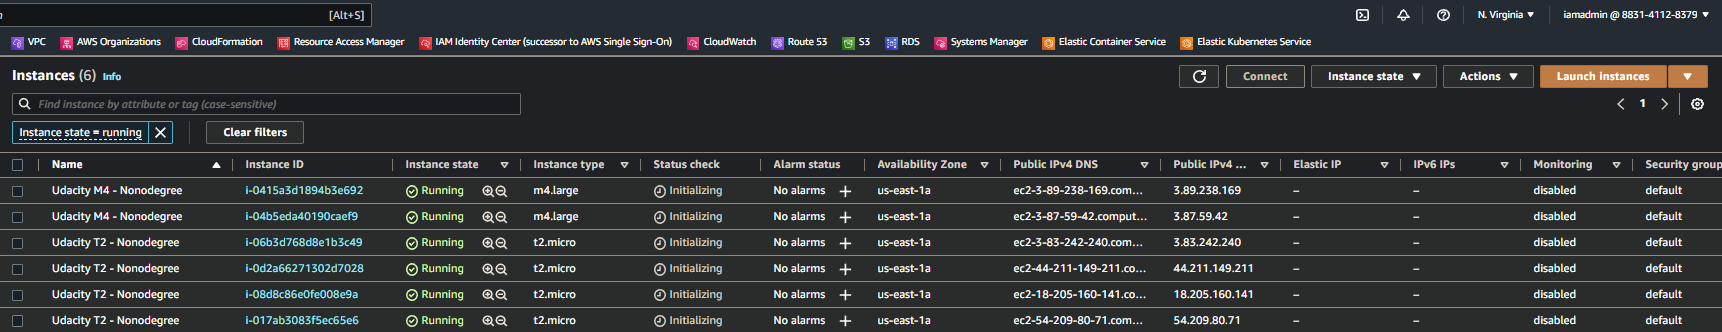 [Alt+S] N. Virginia ▼ iamadmin @ 8831-4112-8379 ▼
VPC AWS Organizations CloudFormation Resource Access Manager IAM Identity Center (successor to AWS Single Sign-On) CloudWatch Route 53 S3 RDS Systems Manager Elastic Container Service Elastic Kubernetes Service
Instances (6) Info Connect Instance state ▼ Actions ▼ Launch instances ▼
Find instance by attribute or tag (case-sensitive) < 1 >
Instance state = running X Clear filters
Name Instance ID Instance state Instance type Status check Alarm status Availability Zone Public IPv4 DNS Public IPv4 ... Elastic IP IPv6 IPs Monitoring Security group
Udacity M4 - Nonodegree i-0415a3d1894b3e692 Running m4.large Initializing No alarms + us-east-1a ec2-3-89-238-169.com... 3.89.238.169 – – disabled default
Udacity M4 - Nonodegree i-04b5eda40190caef9 Running m4.large Initializing No alarms + us-east-1a ec2-3-87-59-42.comput... 3.87.59.42 – – disabled default
Udacity T2 - Nonodegree i-06b3d768d8e1b3c49 Running t2.micro Initializing No alarms + us-east-1a ec2-3-83-242-240.com... 3.83.242.240 – – disabled default
Udacity T2 - Nonodegree i-0d2a66271302d7028 Running t2.micro Initializing No alarms + us-east-1a ec2-44-211-149-211.co... 44.211.149.211 – – disabled default
Udacity T2 - Nonodegree i-08d8c86e0fe008e9a Running t2.micro Initializing No alarms + us-east-1a ec2-18-205-160-141.co... 18.205.160.141 – – disabled default
Udacity T2 - Nonodegree i-017ab3083f5ec65e6 Running t2.micro Initializing No alarms + us-east-1a ec2-54-209-80-71.com... 54.209.80.71 – – disabled default